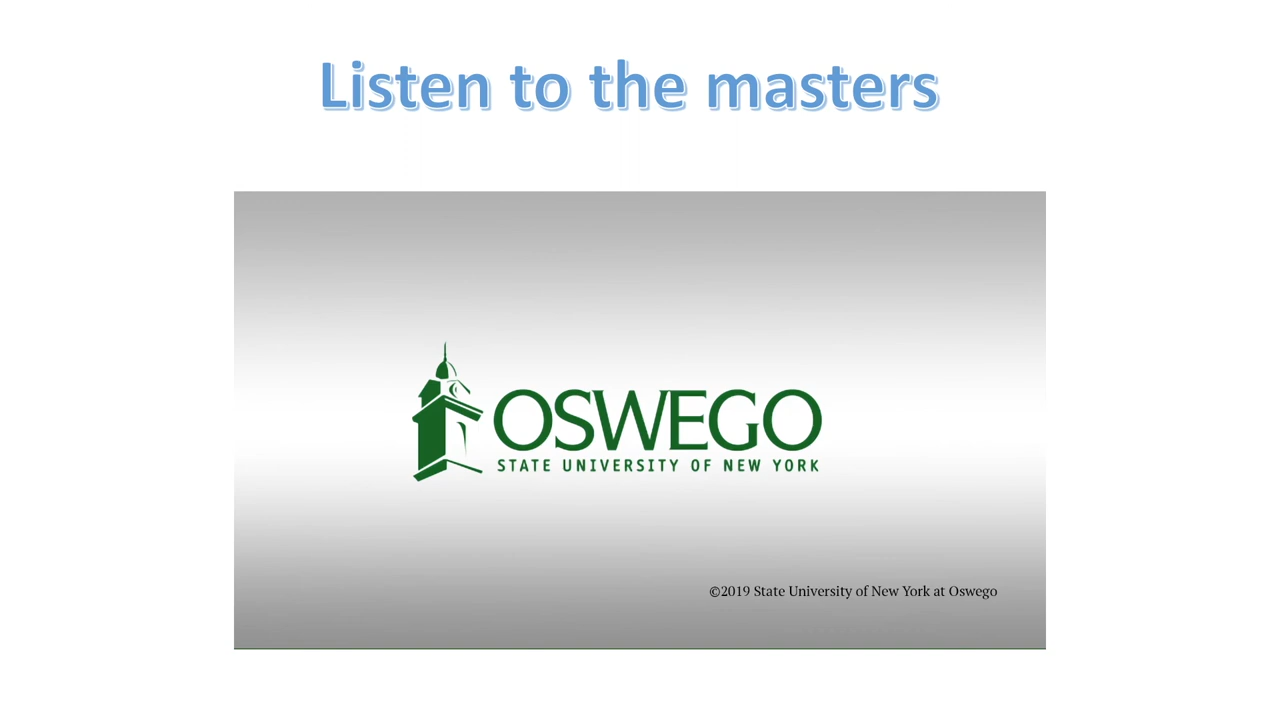 Listen to the masters
OSWEGO
STATE UNIVERSITY OF NEW YORK
©2019 State University of New York at Oswego